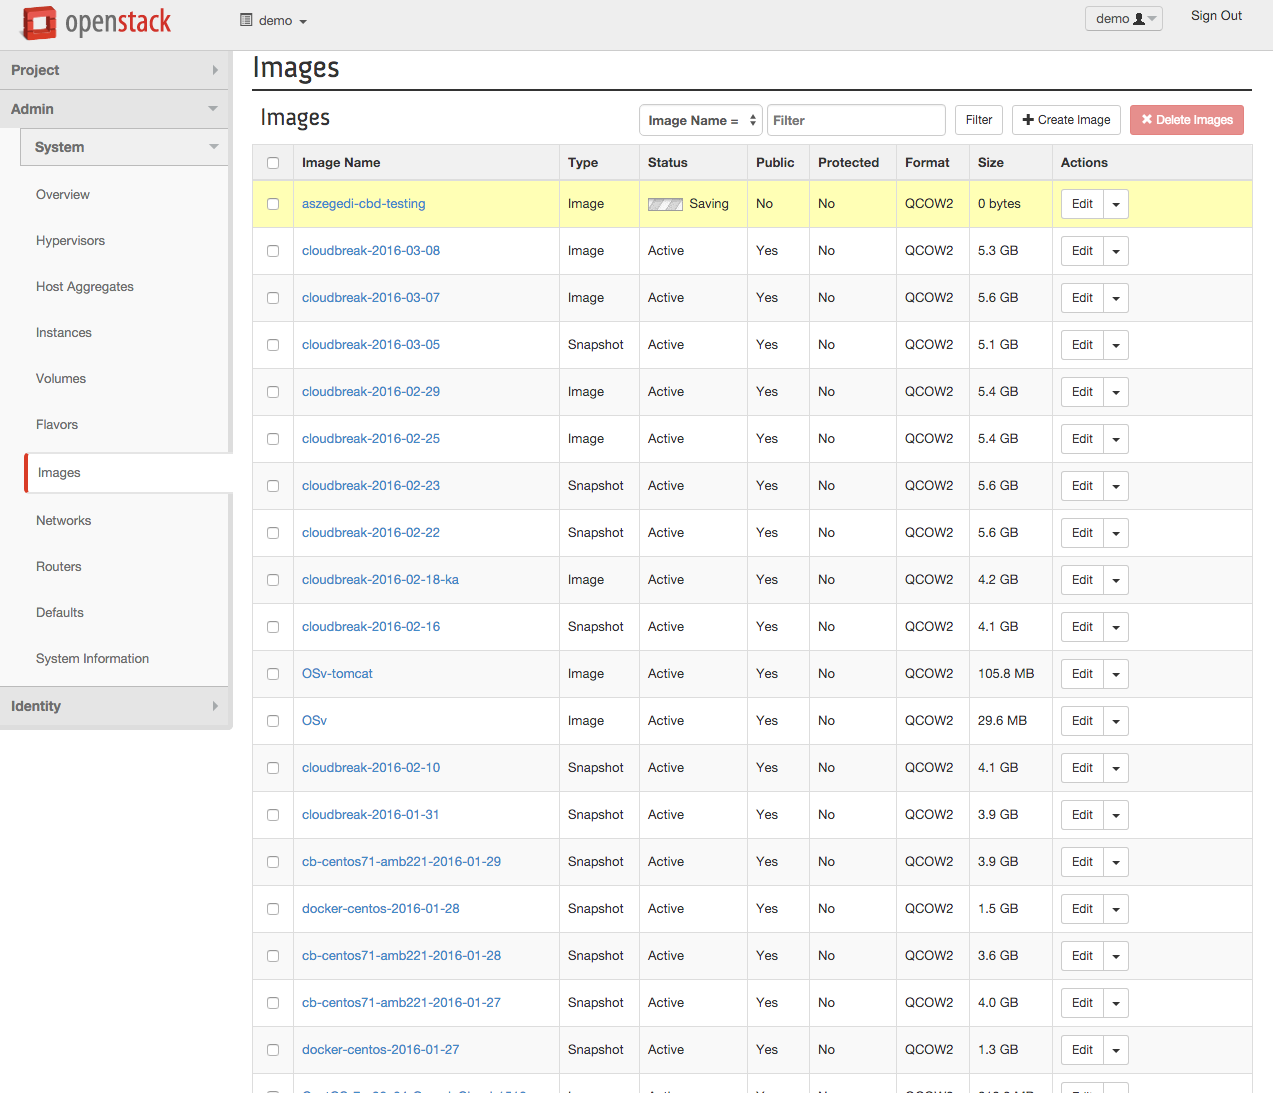 openstack demo demo Sign Out
Project
Admin
System
Overview
Hypervisors
Host Aggregates
Instances
Volumes
Flavors
Images
Networks
Routers
Defaults
System Information
Identity
Images
Images Image Name = Filter Filter Create Image Delete Images
Image Name Type Status Public Protected Format Size Actions
aszegedi-cbd-testing Image Saving No No QCOW2 0 bytes Edit
cloudbreak-2016-03-08 Image Active Yes No QCOW2 5.3 GB Edit
cloudbreak-2016-03-07 Image Active Yes No QCOW2 5.6 GB Edit
cloudbreak-2016-03-05 Snapshot Active Yes No QCOW2 5.1 GB Edit
cloudbreak-2016-02-29 Image Active Yes No QCOW2 5.4 GB Edit
cloudbreak-2016-02-25 Image Active Yes No QCOW2 5.4 GB Edit
cloudbreak-2016-02-23 Snapshot Active Yes No QCOW2 5.6 GB Edit
cloudbreak-2016-02-22 Snapshot Active Yes No QCOW2 5.6 GB Edit
cloudbreak-2016-02-18-ka Image Active Yes No QCOW2 4.2 GB Edit
cloudbreak-2016-02-16 Snapshot Active Yes No QCOW2 4.1 GB Edit
OSv-tomcat Image Active Yes No QCOW2 105.8 MB Edit
OSv Image Active Yes No QCOW2 29.6 MB Edit
cloudbreak-2016-02-10 Snapshot Active Yes No QCOW2 4.1 GB Edit
cloudbreak-2016-01-31 Snapshot Active Yes No QCOW2 3.9 GB Edit
cb-centos71-amb221-2016-01-29 Snapshot Active Yes No QCOW2 3.9 GB Edit
docker-centos-2016-01-28 Snapshot Active Yes No QCOW2 1.5 GB Edit
cb-centos71-amb221-2016-01-28 Snapshot Active Yes No QCOW2 3.6 GB Edit
cb-centos71-amb221-2016-01-27 Snapshot Active Yes No QCOW2 4.0 GB Edit
docker-centos-2016-01-27 Snapshot Active Yes No QCOW2 1.3 GB Edit